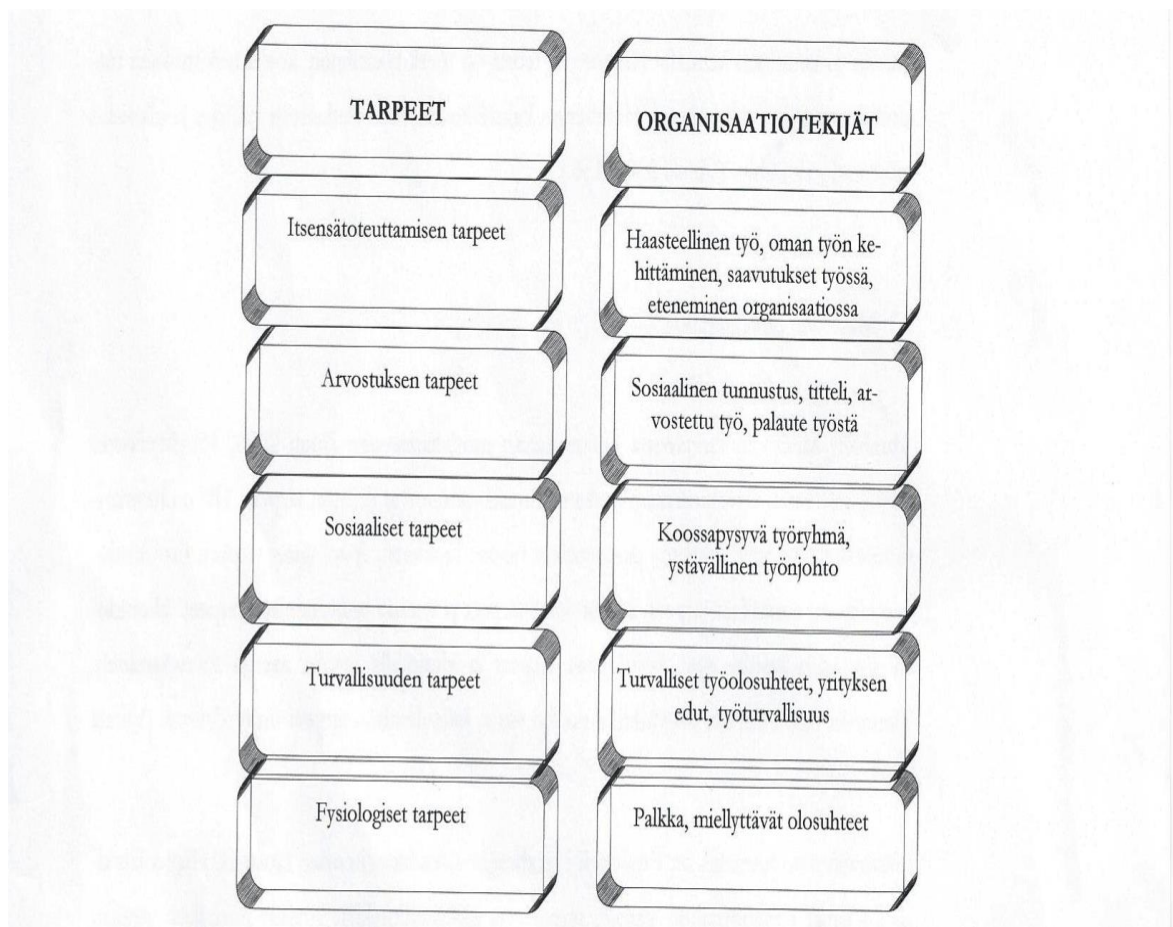 TARPEET
ORGANISAATIOTEKIJÄT
Itsensätoteuttamisen tarpeet
Haasteellinen työ, oman työn ke-
hittäminen, saavutukset työssä,
eteneminen organisaatiossa
Arvostuksen tarpeet
Sosiaalinen tunnustus, titteli, ar-
vostettu työ, palaute työstä
Sosiaaliset tarpeet
Koossapysyvä työryhmä,
ystävällinen työnjohto
Turvallisuuden tarpeet
Turvalliset työolosuhteet, yrityksen
edut, työturvallisuus
Fysiologiset tarpeet
Palkka, miellyttävät olosuhteet